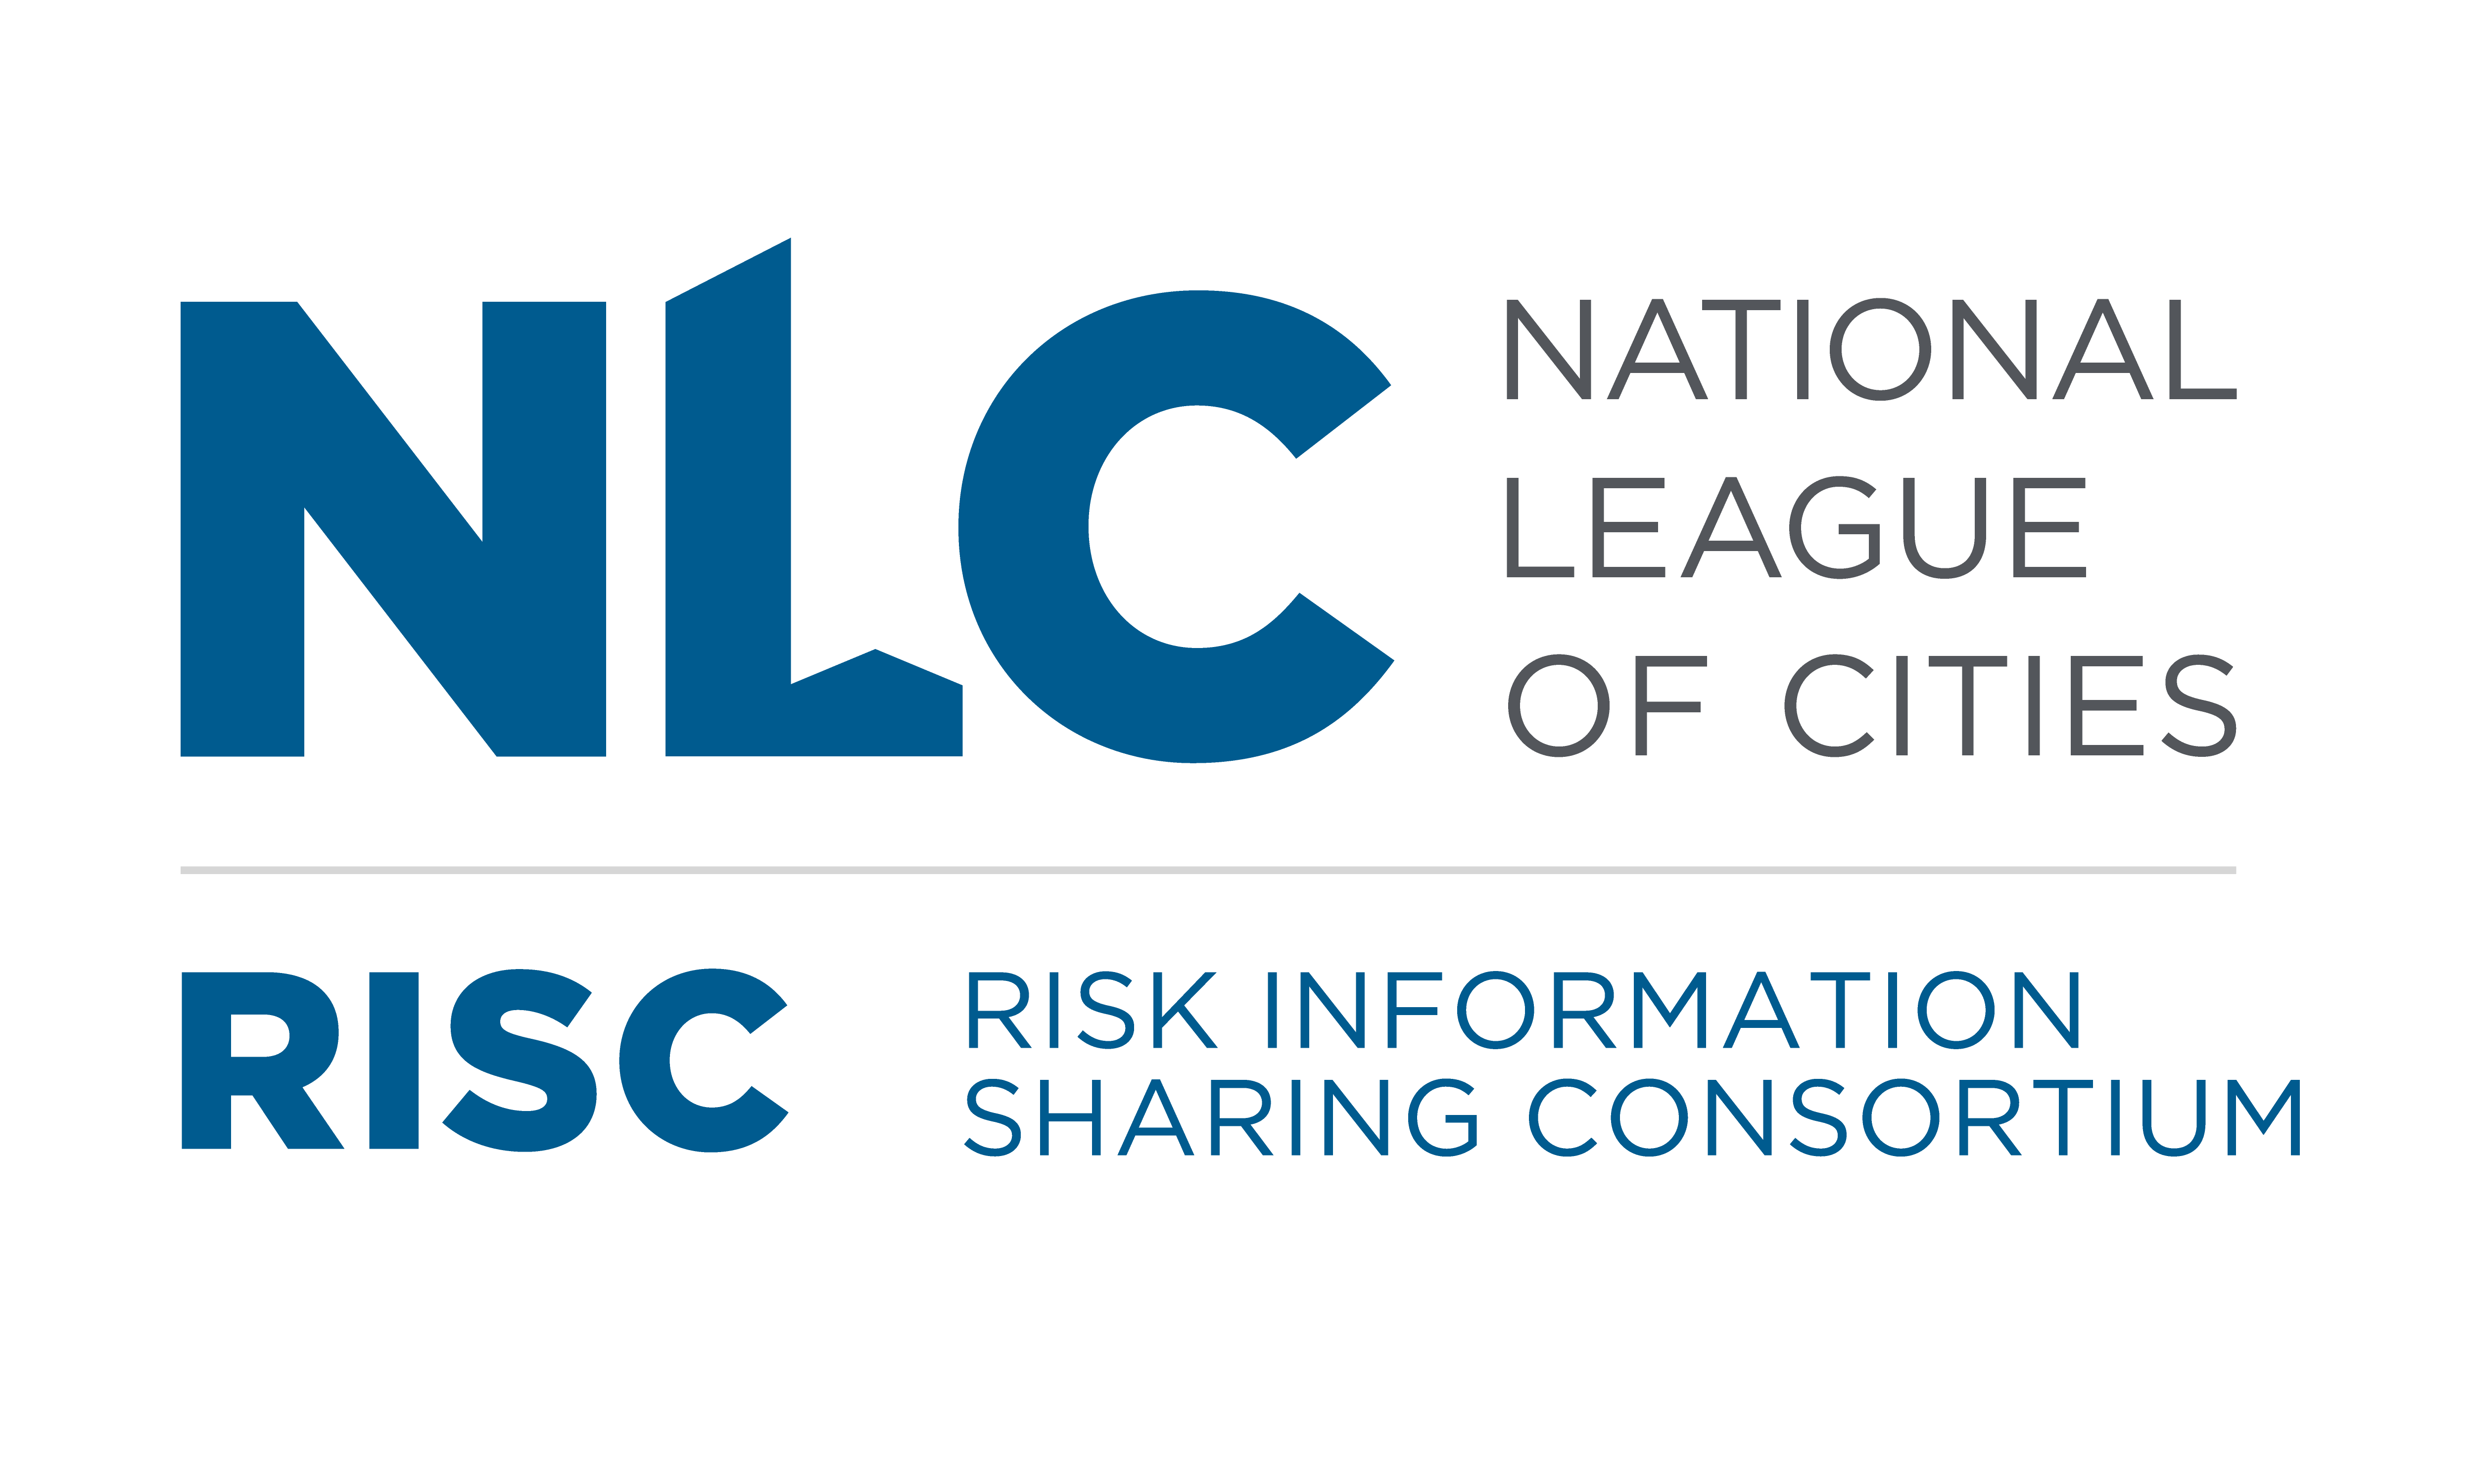 NLC
NATIONAL
LEAGUE
OF CITIES
RISC
RISK INFORMATION
SHARING CONSORTIUM